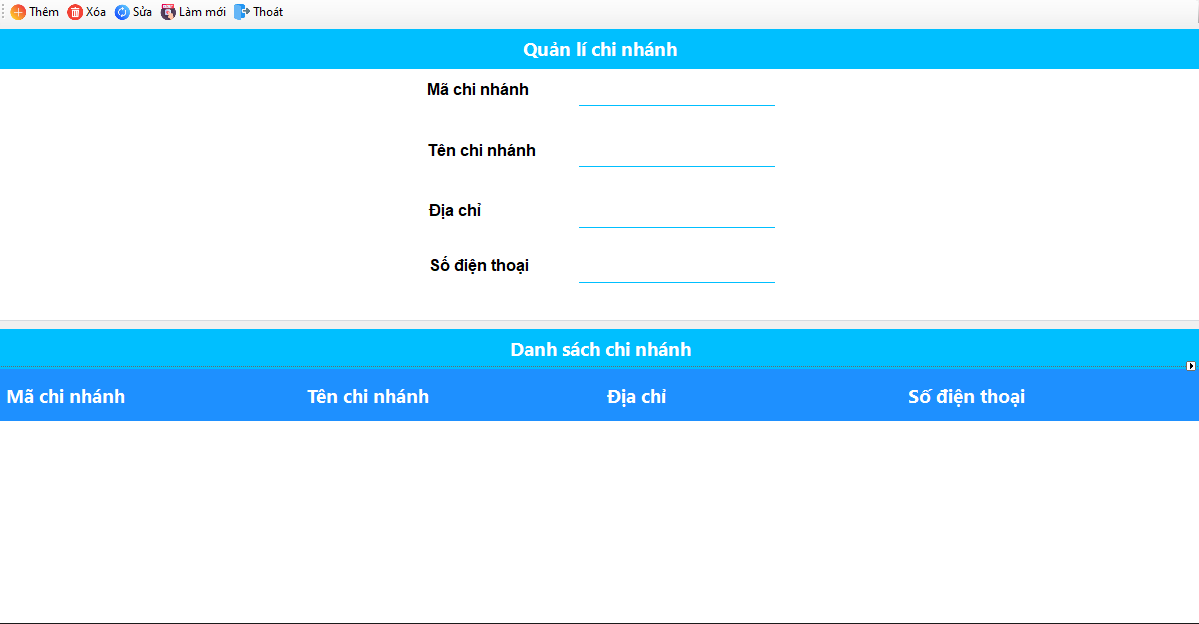 Thêm Xóa Sửa Làm mới Thoát
Quản lí chi nhánh
Mã chi nhánh
Tên chi nhánh
Địa chỉ
Số điện thoại
Danh sách chi nhánh
Mã chi nhánh Tên chi nhánh Địa chỉ Số điện thoại